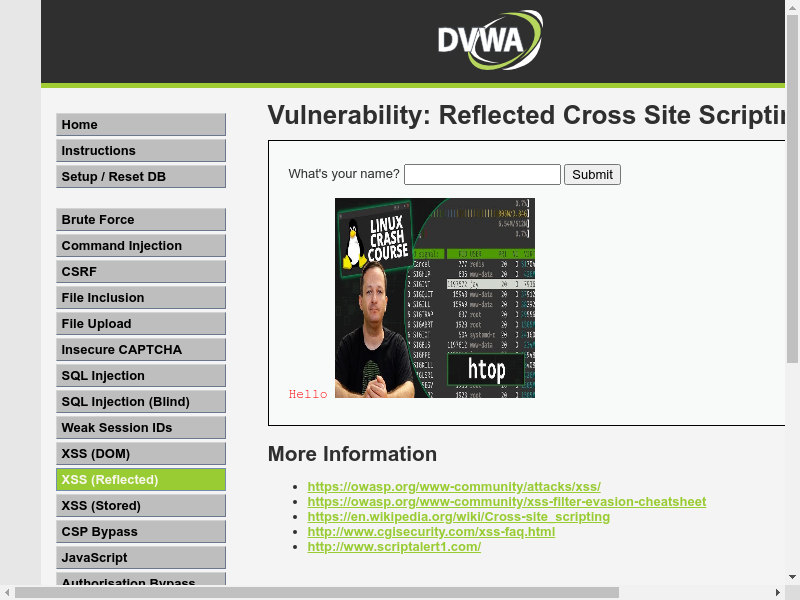 DVWA
Home
Instructions
Setup / Reset DB
Brute Force
Command Injection
CSRF
File Inclusion
File Upload
Insecure CAPTCHA
SQL Injection
SQL Injection (Blind)
Weak Session IDs
XSS (DOM)
XSS (Reflected)
XSS (Stored)
CSP Bypass
JavaScript
Authorisation Bypass
Vulnerability: Reflected Cross Site Scriptin
What's your name?
Submit
LINUX
CRASH
COURSE
htop
Hello
More Information
https://owasp.org/www-community/attacks/xss/
https://owasp.org/www-community/xss-filter-evasion-cheatsheet
https://en.wikipedia.org/wiki/Cross-site_scripting
http://www.cgisecurity.com/xss-faq.html
http://www.scriptalert1.com/